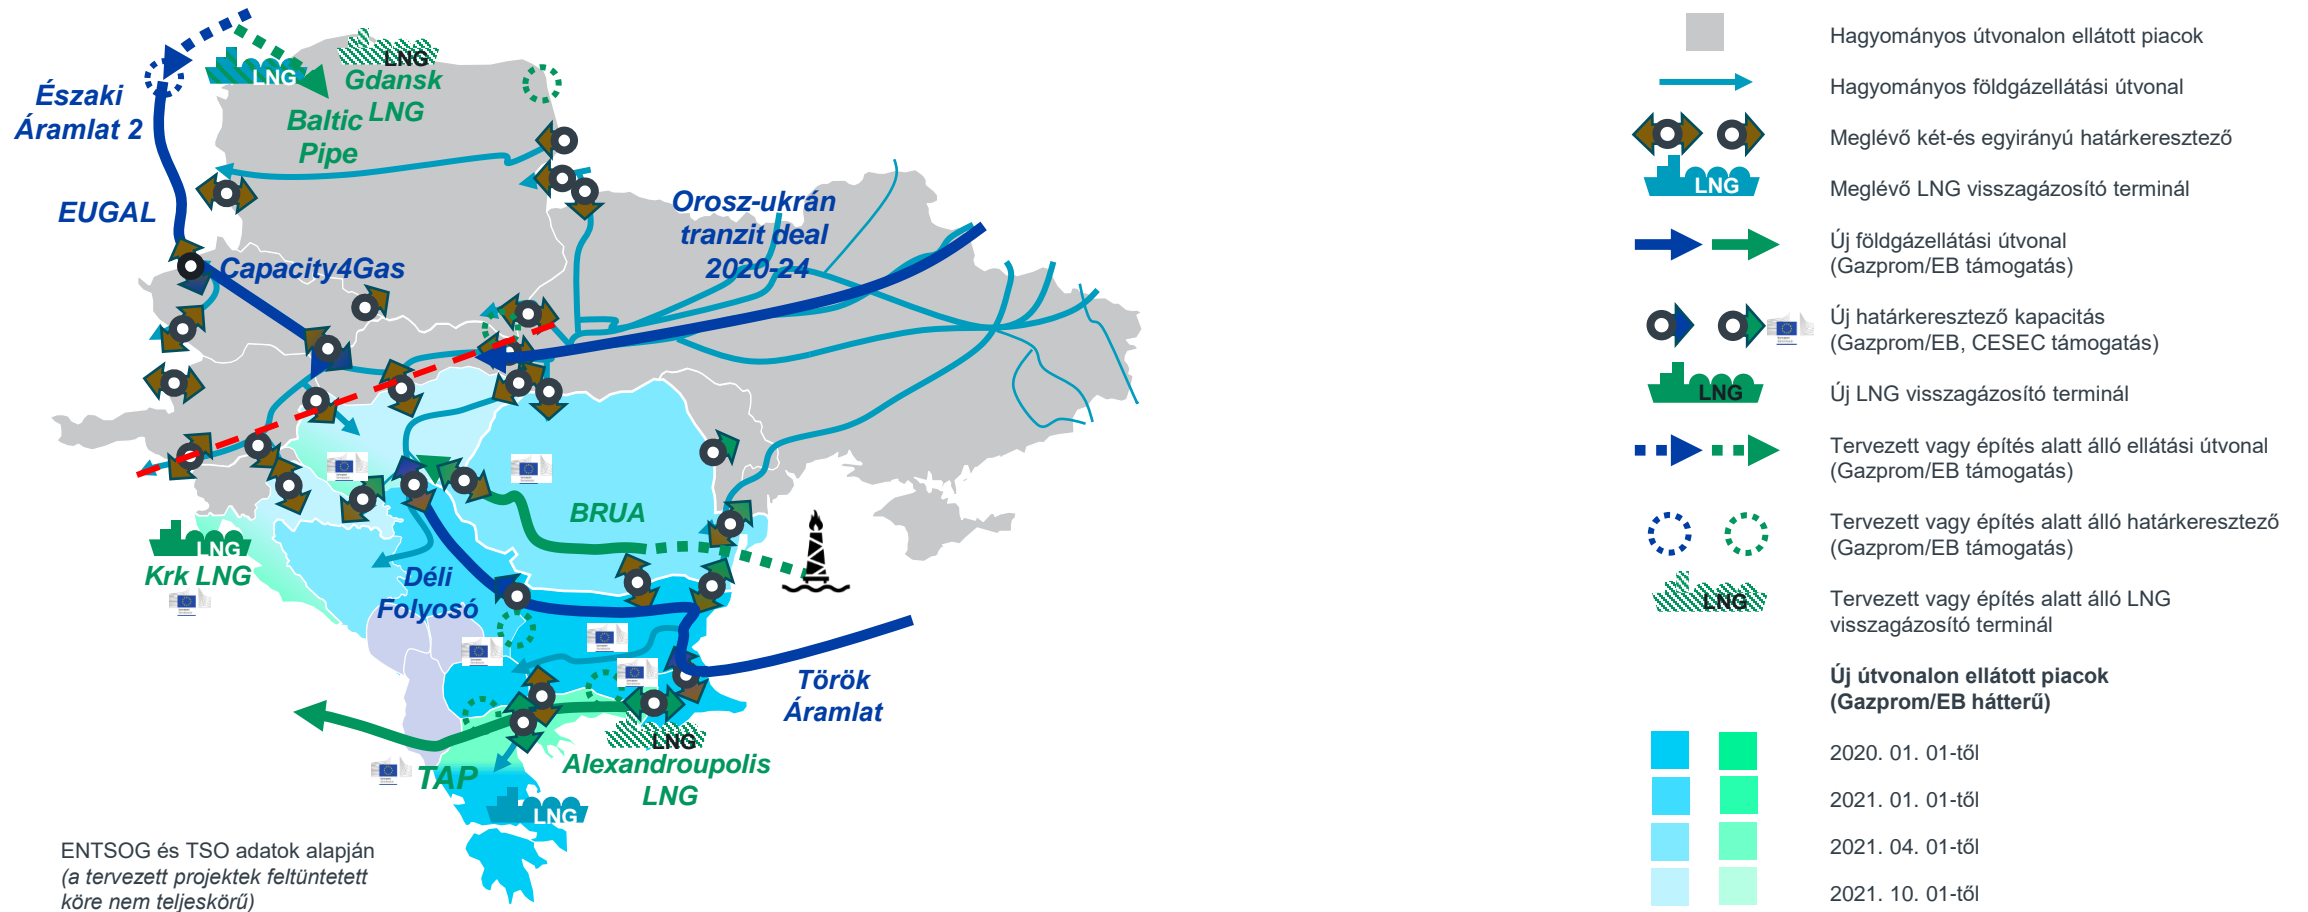 LNG
LNG
Északi
Áramlat 2
Gdansk
LNG
Baltic
Pipe
EUGAL
Orosz-ukrán
tranzit deal
2020-24
Capacity4Gas
BRUA
LNG
Krk LNG
Déli
Folyosó
Török
Áramlat
LNG
TAP
Alexandroupolis
LNG
LNG
ENTSOG és TSO adatok alapján
(a tervezett projektek feltüntetett
köre nem teljeskörű)
Hagyományos útvonalon ellátott piacok
Hagyományos földgázellátási útvonal
Meglévő két-és egyirányú határkeresztező
LNG
Meglévő LNG visszagázosító terminál
Új földgázellátási útvonal
(Gazprom/EB támogatás)
Új határkeresztező kapacitás
(Gazprom/EB, CESEC támogatás)
LNG
Új LNG visszagázosító terminál
Tervezett vagy építés alatt álló ellátási útvonal
(Gazprom/EB támogatás)
Tervezett vagy építés alatt álló határkeresztező
(Gazprom/EB támogatás)
LNG
Tervezett vagy építés alatt álló LNG
visszagázosító terminál
Új útvonalon ellátott piacok
(Gazprom/EB hátterű)
2020. 01. 01-től
2021. 01. 01-től
2021. 04. 01-től
2021. 10. 01-től